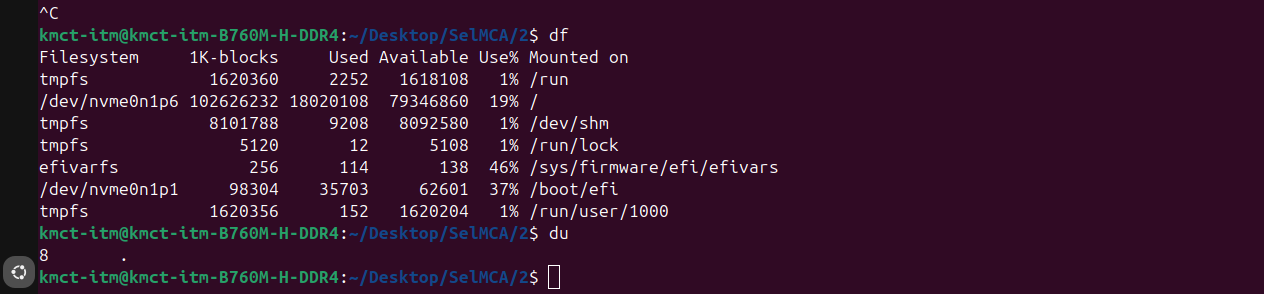 ^C
kmct-itm@kmct-itm-B760M-H-DDR4:~/Desktop/SelMCA/2$ df
Filesystem     1K-blocks     Used Available Use% Mounted on
tmpfs            1620360     2252   1618108   1% /run
/dev/nvme0n1p6 102626232 18020108  79346860  19% /
tmpfs            8101788     9208   8092580   1% /dev/shm
tmpfs               5120       12      5108   1% /run/lock
efivarfs             256      114       138  46% /sys/firmware/efi/efivars
/dev/nvme0n1p1     98304    35703     62601  37% /boot/efi
tmpfs            1620356      152   1620204   1% /run/user/1000
kmct-itm@kmct-itm-B760M-H-DDR4:~/Desktop/SelMCA/2$ du
8       .
kmct-itm@kmct-itm-B760M-H-DDR4:~/Desktop/SelMCA/2$